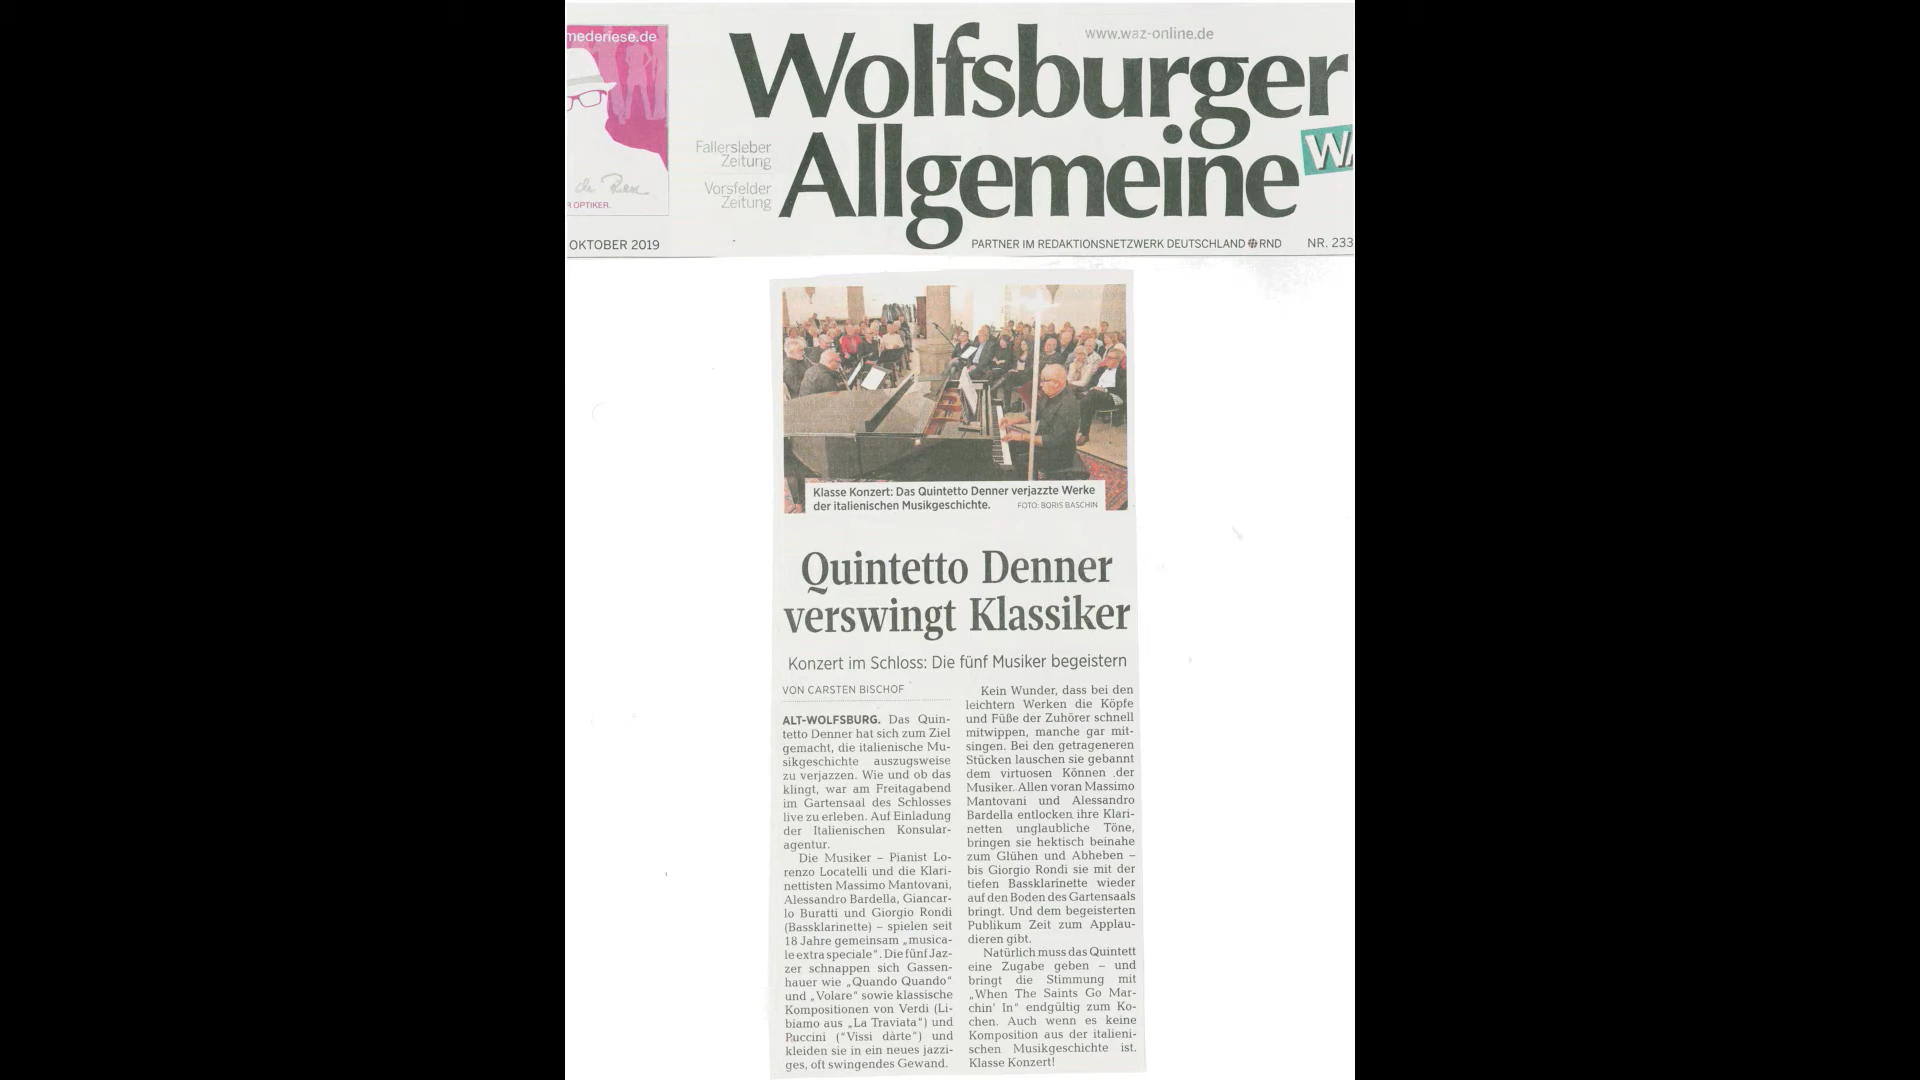 mederiese.de
www.waz-online.de
Wolfsburger
Allgemeine
Fallersleber
Zeitung
Vorsfelder
Zeitung
WA
R OPTIKER.
OKTOBER 2019
PARTNER IM REDAKTIONSNETZWERK DEUTSCHLAND RND
NR. 233
Klasse Konzert: Das Quintetto Denner verjazzte Werke
der italienischen Musikgeschichte.
FOTO: BORIS BASCHIN
Quintetto Denner
verswingt Klassiker
Konzert im Schloss: Die fünf Musiker begeistern
VON CARSTEN BISCHOF
ALT-WOLFSBURG. Das Quin-
tetto Denner hat sich zum Ziel
gemacht, die italienische Mu-
sikgeschichte auszugsweise
zu verjazzen. Wie und ob das
klingt, war am Freitagabend
im Gartensaal des Schlosses
live zu erleben. Auf Einladung
der Italienischen Konsular-
agentur.
Die Musiker – Pianist Lo-
renzo Locatelli und die Klari-
nettisten Massimo Mantovani,
Alessandro Bardella, Giancar-
lo Buratti und Giorgio Rondi
(Bassklarinette) – spielen seit
18 Jahre gemeinsam „musica-
le extra speciale“. Die fünf Jaz-
zer schnappen sich Gassen-
hauer wie „Quando Quando“
und „Volare“ sowie klassische
Kompositionen von Verdi (Li-
biamo aus „La Traviata“) und
Puccini (“Vissi dàrte“) und
kleiden sie in ein neues jazzi-
ges, oft swingendes Gewand.
Kein Wunder, dass bei den
leichtern Werken die Köpfe
und Füße der Zuhörer schnell
mitwippen, manche gar mit-
singen. Bei den getrageneren
Stücken lauschen sie gebannt
dem virtuosen Können der
Musiker. Allen voran Massimo
Mantovani und Alessandro
Bardella entlocken ihre Klari-
netten unglaubliche Töne,
bringen sie hektisch beinahe
zum Glühen und Abheben –
bis Giorgio Rondi sie mit der
tiefen Bassklarinette wieder
auf den Boden des Gartensaals
bringt. Und dem begeisterten
Publikum Zeit zum Applau-
dieren gibt.
Natürlich muss das Quintett
eine Zugabe geben – und
bringt die Stimmung mit
„When The Saints Go Mar-
chin' In“ endgültig zum Ko-
chen. Auch wenn es keine
Komposition aus der italieni-
schen Musikgeschichte ist.
Klasse Konzert!